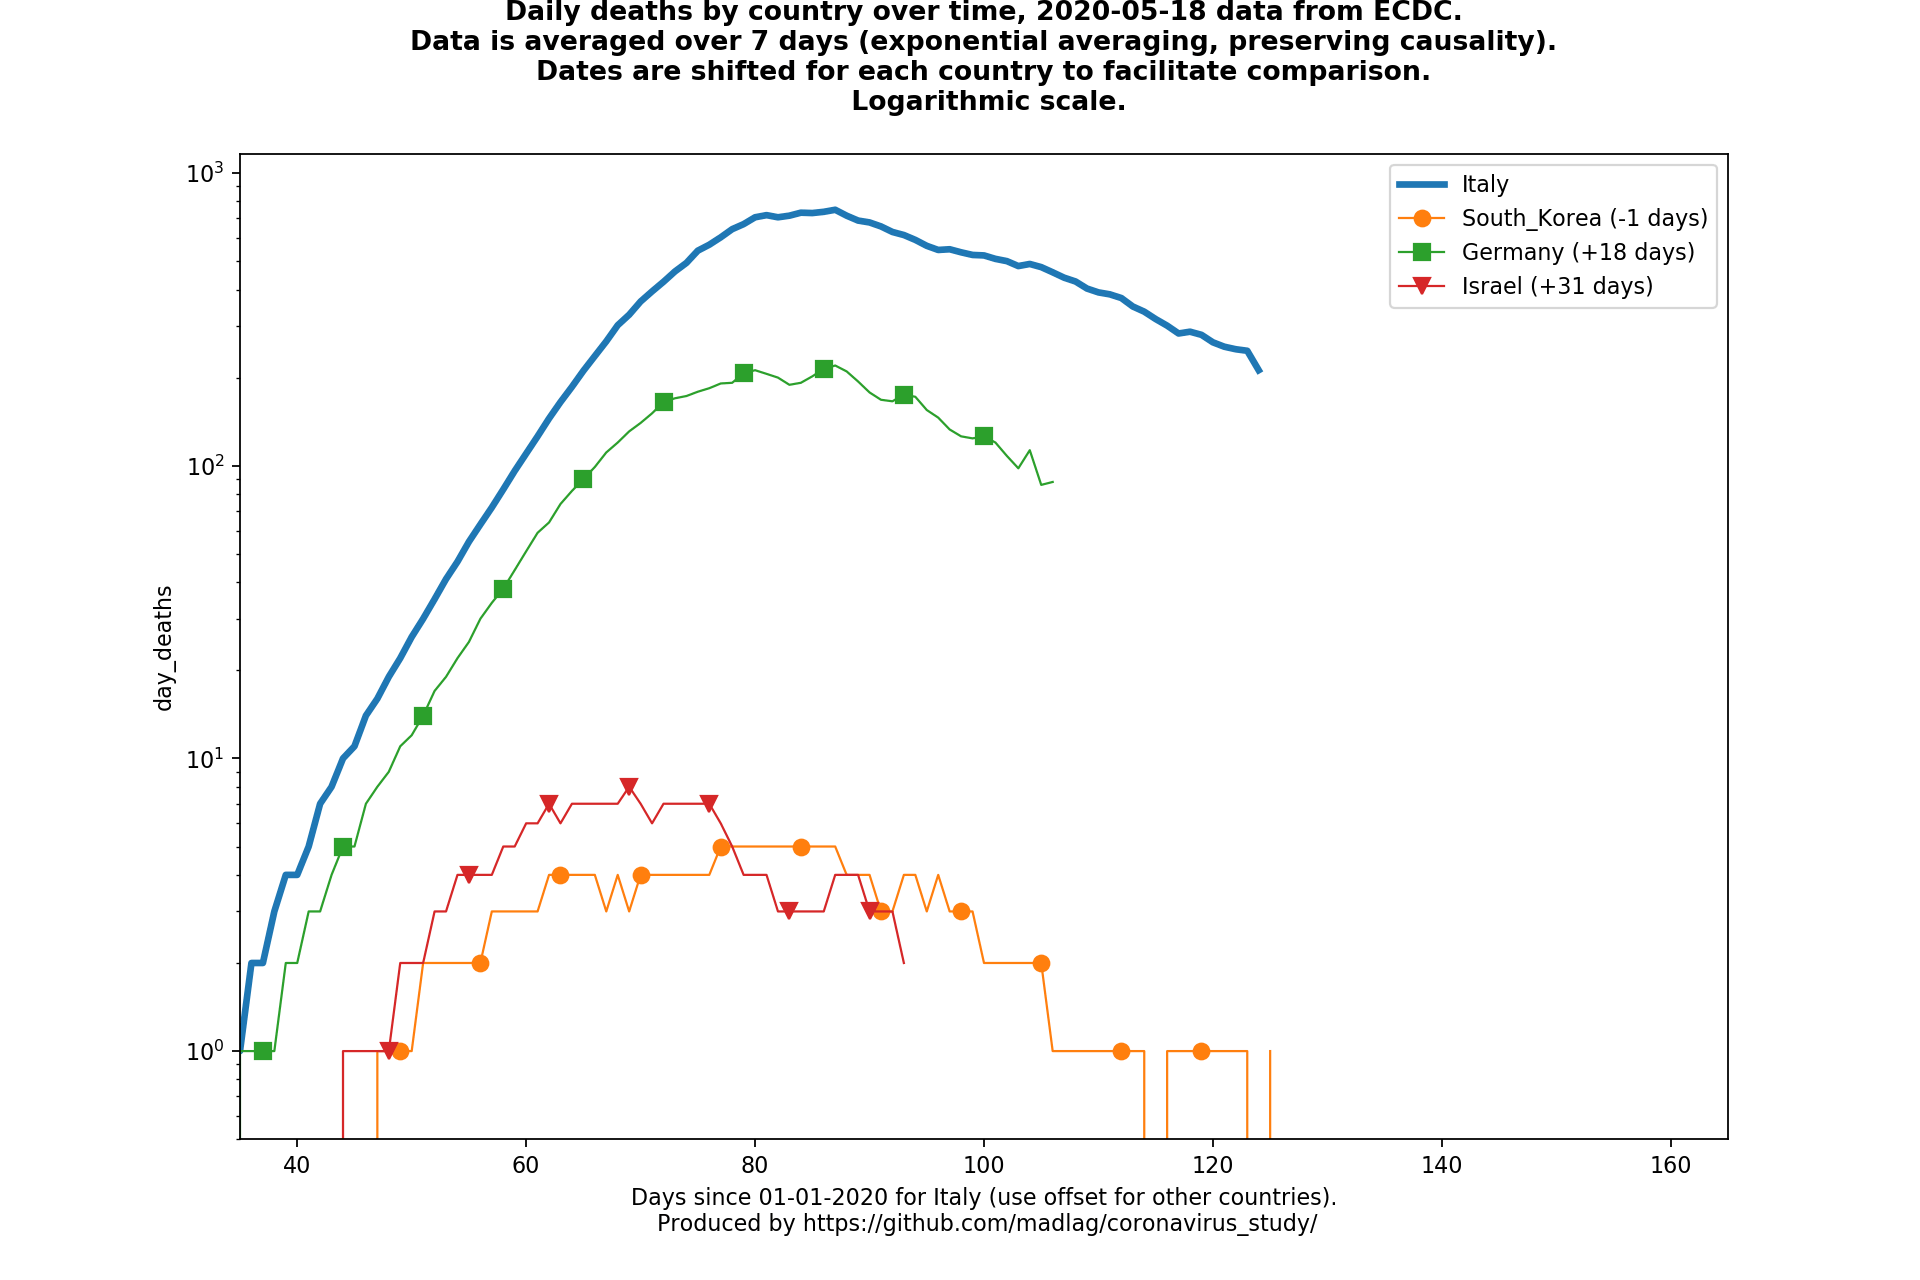 Daily deaths by country over time, 2020-05-18 data from ECDC.
Data is averaged over 7 days (exponential averaging, preserving causality).
Dates are shifted for each country to facilitate comparison.
Logarithmic scale.
10³
10²
10¹
10⁰
day_deaths
Italy
South_Korea (-1 days)
Germany (+18 days)
Israel (+31 days)
40 60 80 100 120 140 160
Days since 01-01-2020 for Italy (use offset for other countries).
Produced by https://github.com/madlag/coronavirus_study/